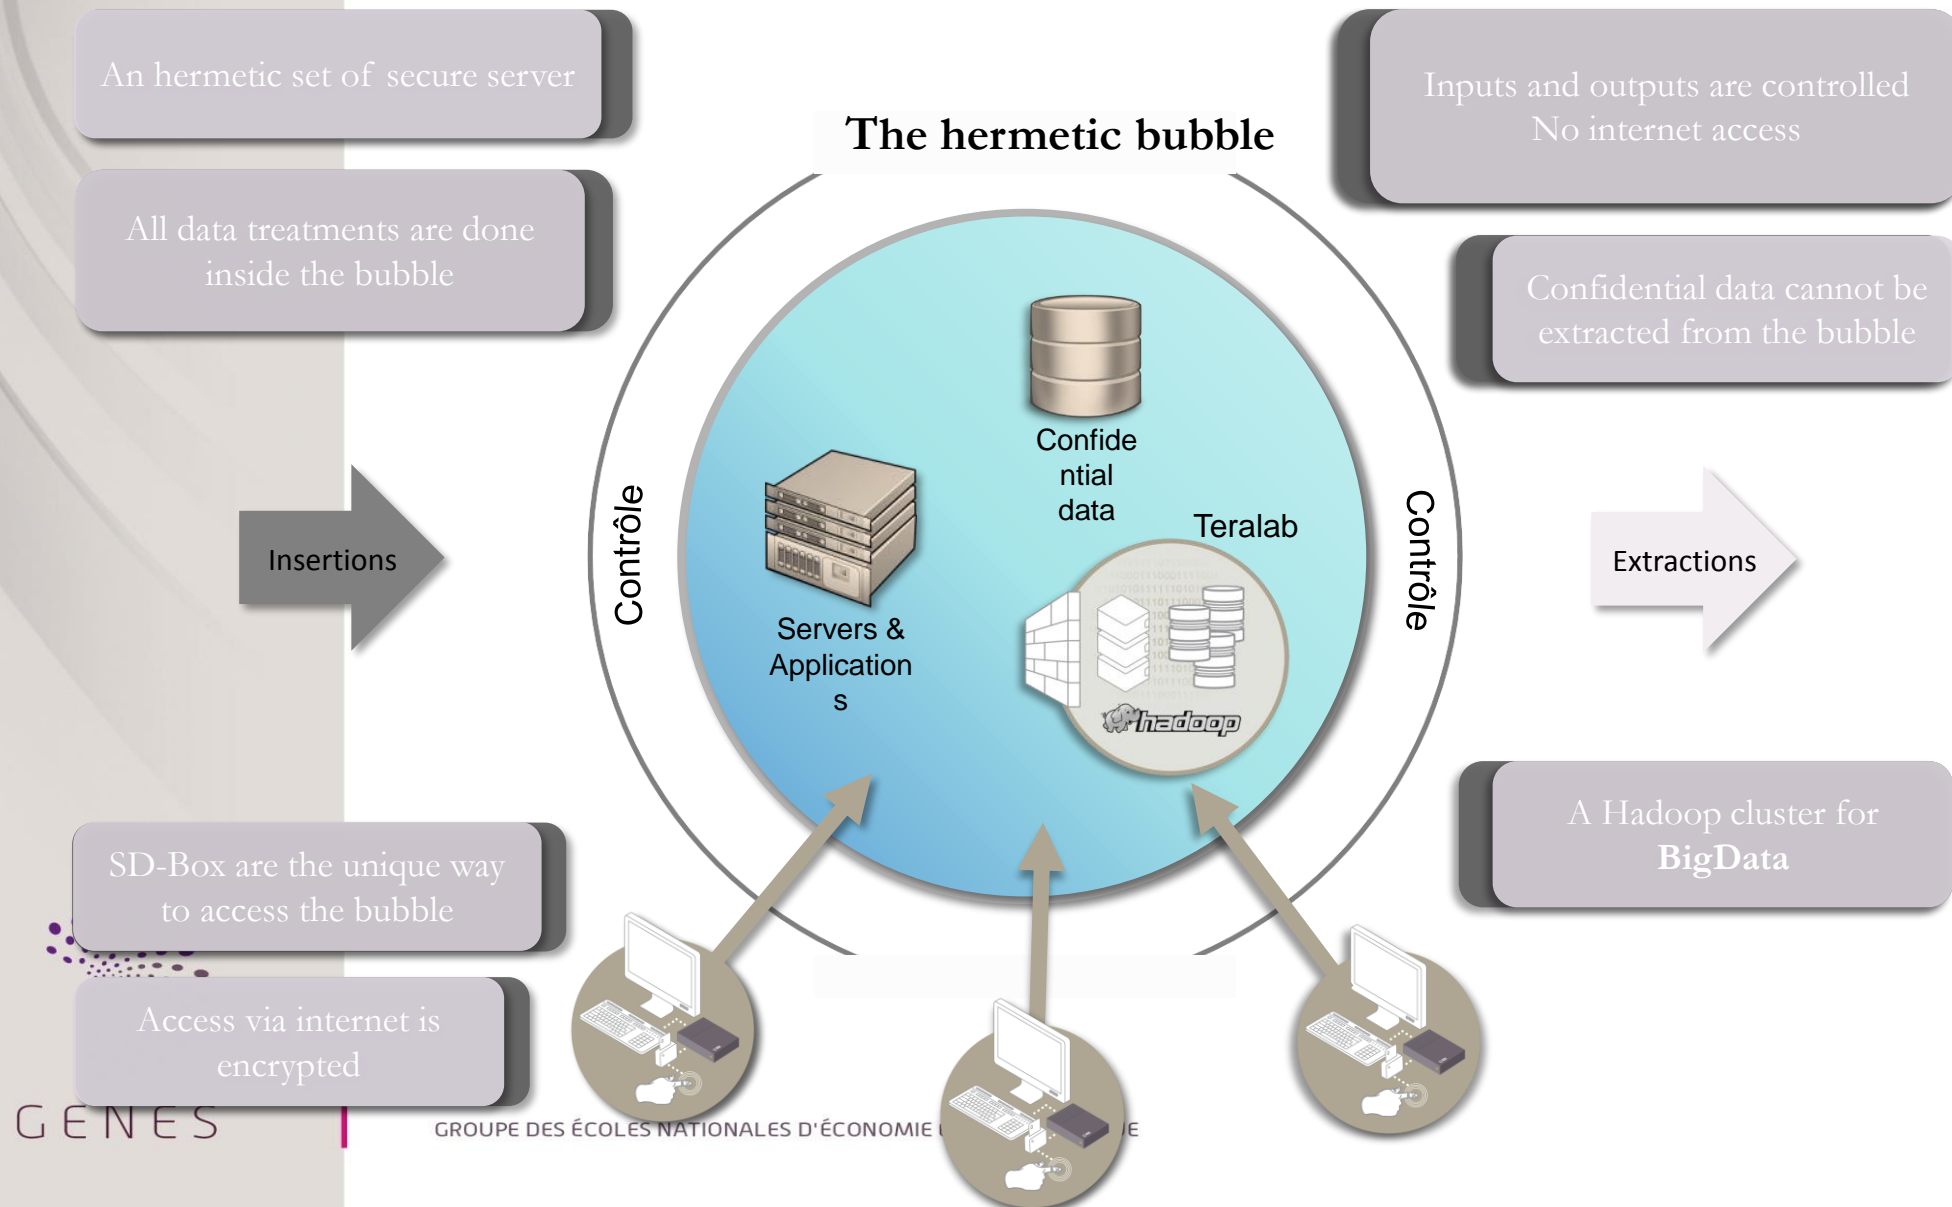 An hermetic set of secure server
All data treatments are done
inside the bubble
The hermetic bubble
Inputs and outputs are controlled
No internet access
Confidential data cannot be
extracted from the bubble
Confide
ntial
data
Teralab
Contrôle
Contrôle
Insertions
Extractions
Servers &
Application
s
hadoop
A Hadoop cluster for
BigData
SD-Box are the unique way
to access the bubble
Access via internet is
encrypted
GENES
GROUPE DES ÉCOLES NATIONALES D'ÉCONOMIE